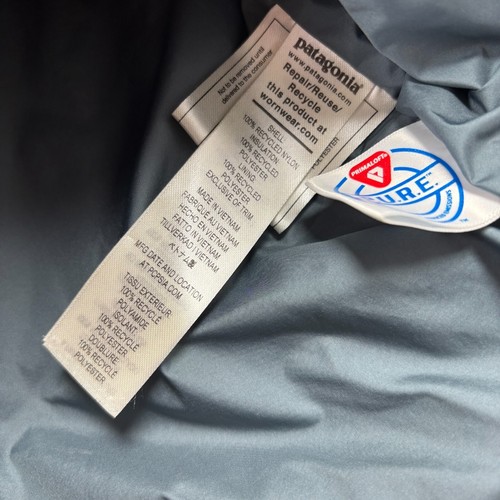 Not to be removed until
delivered to the consumer
patagonia®
www.patagonia.com
Repair/Reuse/
Recycle
this product at
wornwear.com
SHELL
100% RECYCLED NYLON
INSULATION
100% RECYCLED
POLYESTER
LINING
100% RECYCLED
POLYESTER
EXCLUSIVE OF TRIM
MADE IN VIETNAM
FABRIQUÉ AU VIETNAM
HECHO EN VIETNAM
FATTO IN VIETNAM
TILLVERKAD I VIETNAM
ベトナム製
MFG DATE AND LOCATION
AT PCPSIA.COM
TISSU EXTÉRIEUR
100% RECYCLÉ
POLYAMIDE
ISOLANT
100% RECYCLÉ
POLYESTER
DOUBLURE
100% RECYCLÉ
POLYESTER
POLYESTER
PRIMALOFT
U.R.E.™